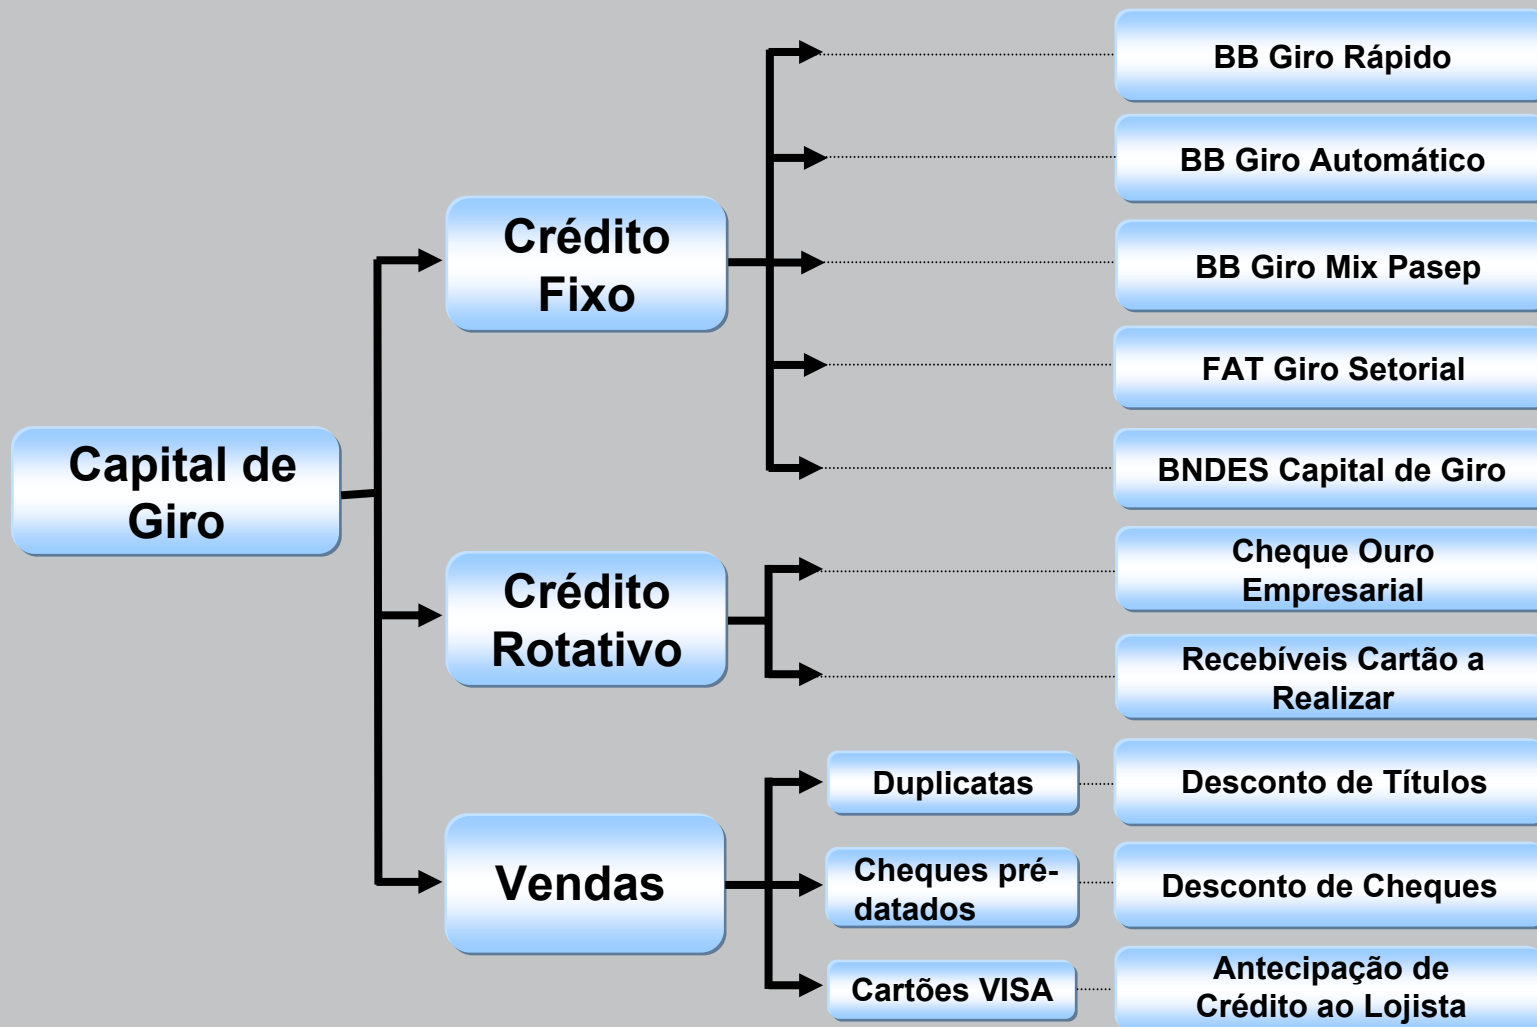 Capital de
Giro
Crédito
Fixo
BB Giro Rápido
BB Giro Automático
BB Giro Mix Pasep
FAT Giro Setorial
BNDES Capital de Giro
Crédito
Rotativo
Cheque Ouro
Empresarial
Recebíveis Cartão a
Realizar
Vendas
Duplicatas
Desconto de Títulos
Cheques pré-
datados
Desconto de Cheques
Cartões VISA
Antecipação de
Crédito ao Lojista